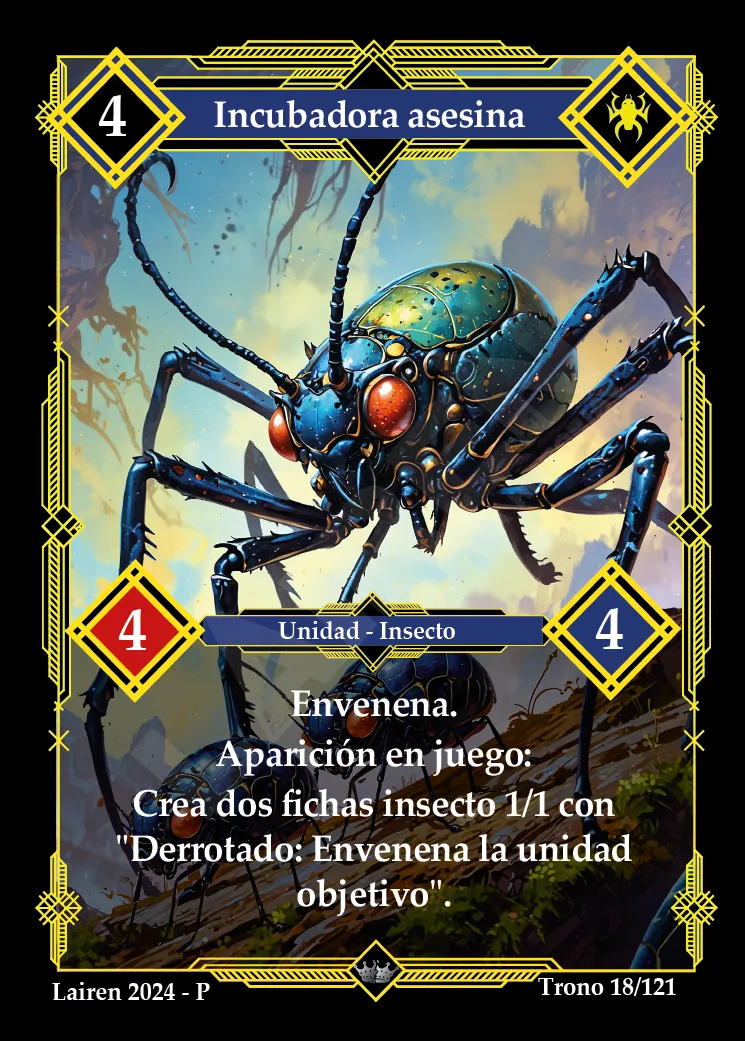 4
Incubadora asesina
4
Unidad - Insecto
4
Envenena.
Aparición en juego:
Crea dos fichas insecto 1/1 con
"Derrotado: Envenena la unidad
objetivo".
Lairen 2024 - P
Trono 18/121